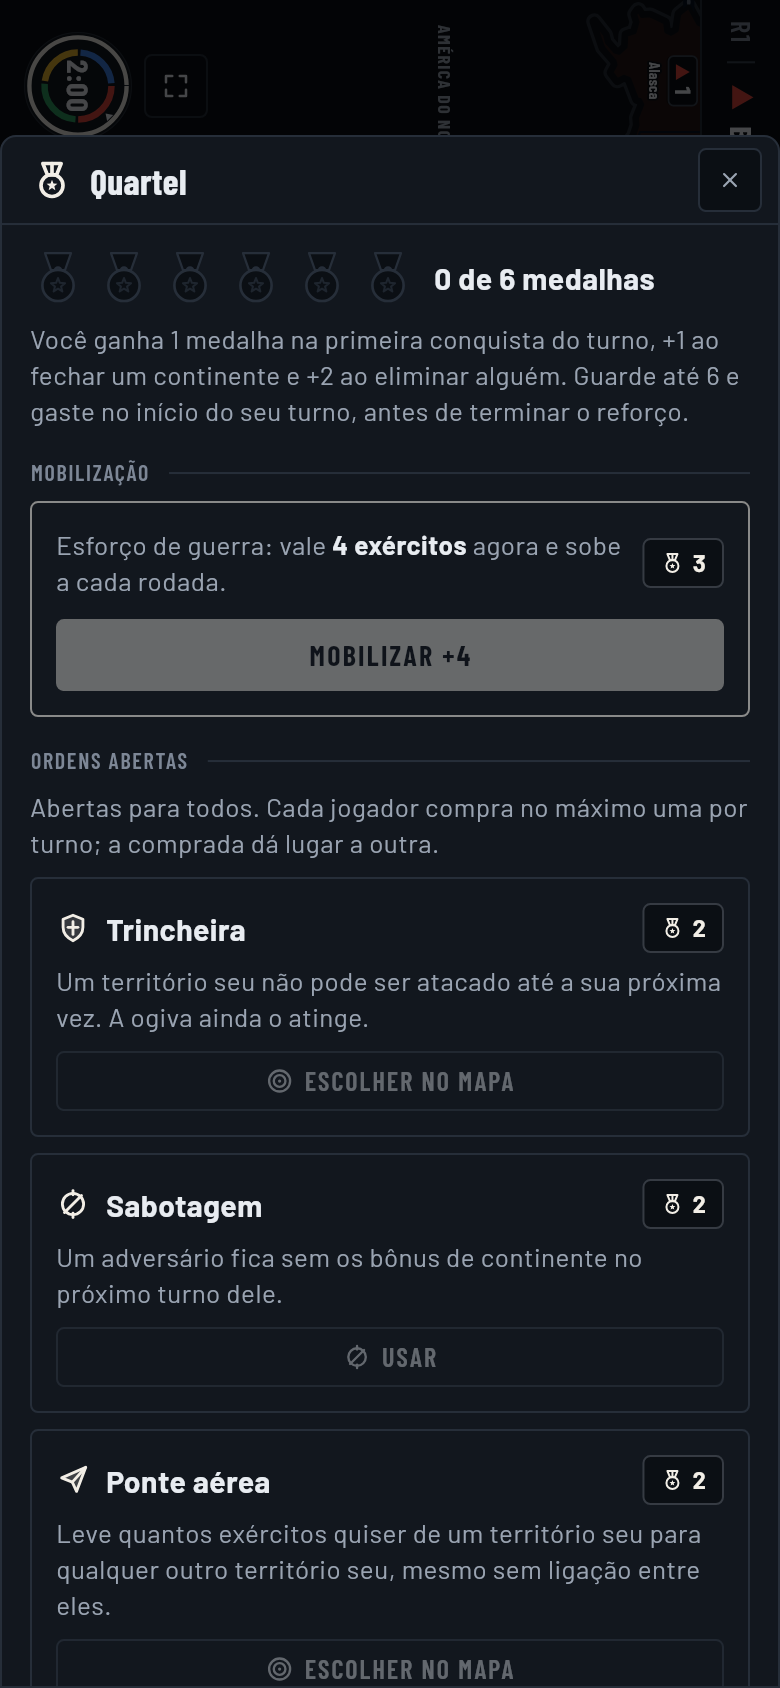 2:00
AMÉRICA DO NO
Alasca
1
R1
Quartel
0 de 6 medalhas
Você ganha 1 medalha na primeira conquista do turno, +1 ao
fechar um continente e +2 ao eliminar alguém. Guarde até 6 e
gaste no início do seu turno, antes de terminar o reforço.
MOBILIZAÇÃO
Esforço de guerra: vale 4 exércitos agora e sobe
a cada rodada.
3
MOBILIZAR +4
ORDENS ABERTAS
Abertas para todos. Cada jogador compra no máximo uma por
turno; a comprada dá lugar a outra.
Trincheira
2
Um território seu não pode ser atacado até a sua próxima
vez. A ogiva ainda o atinge.
ESCOLHER NO MAPA
Sabotagem
2
Um adversário fica sem os bônus de continente no
próximo turno dele.
USAR
Ponte aérea
2
Leve quantos exércitos quiser de um território seu para
qualquer outro território seu, mesmo sem ligação entre
eles.
ESCOLHER NO MAPA